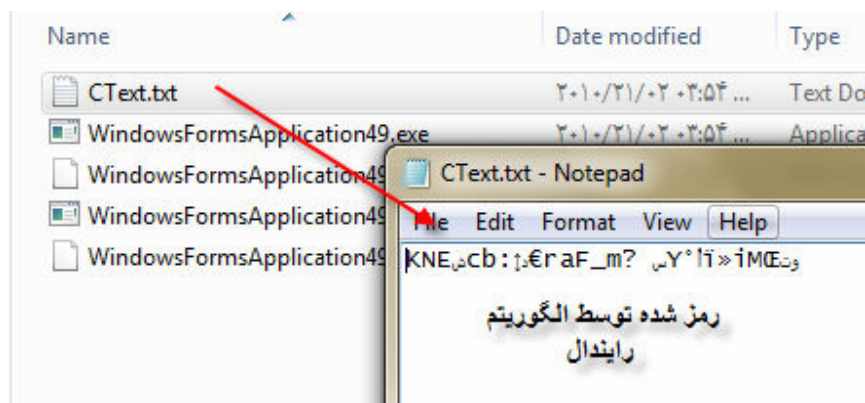 Name Date modified Type
CText.txt ۲۰۱۰/۲۱/۰۲ ۰۳:۵۴ ... Text Do
WindowsFormsApplication49.exe ۲۰۱۰/۲۱/۰۲ ۰۳:۵۴ ... Applica
WindowsFormsApplication49
WindowsFormsApplication49
WindowsFormsApplication49
CText.txt - Notepad
File Edit Format View Help
رمز شده توسط الگوریتم
رایندال